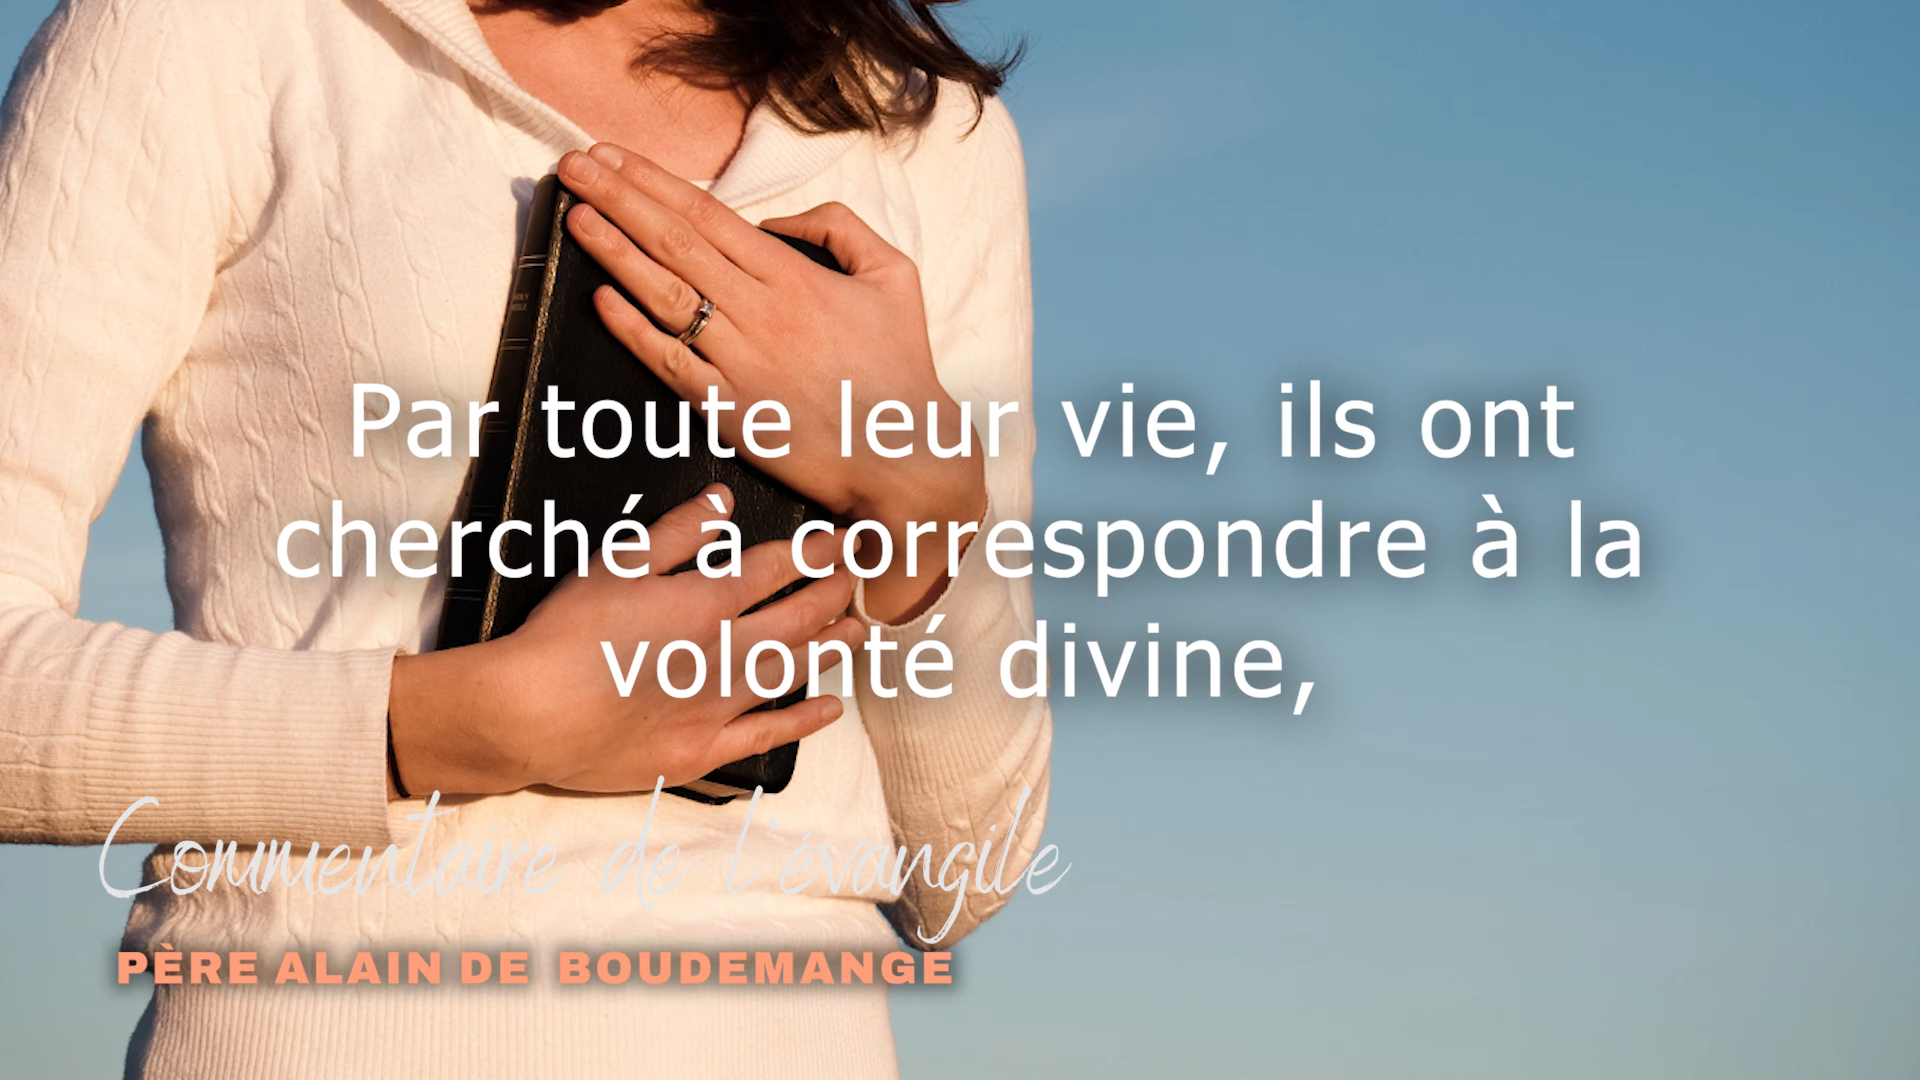 Par toute leur vie, ils ont
cherché à correspondre à la
volonté divine,
Commentaire de l'évangile
PÈRE ALAIN DE BOUDEMANGE